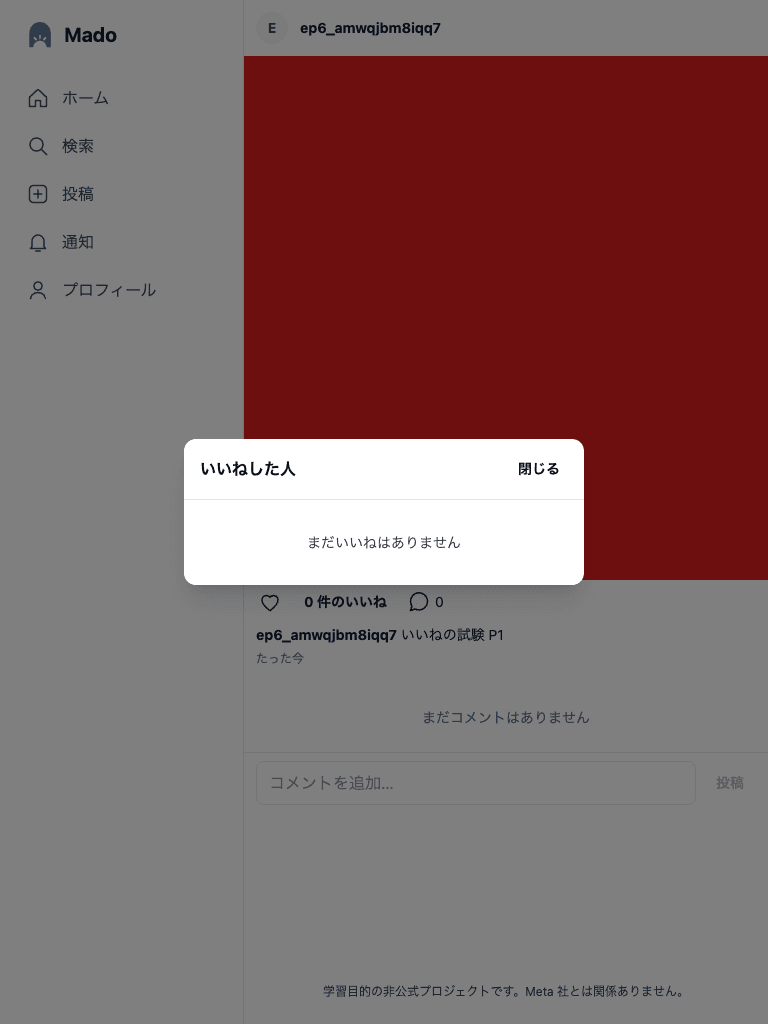 Mado
ホーム
検索
投稿
通知
プロフィール
E ep6_amwqjbm8iqq7
いいねした人 閉じる
まだいいねはありません
0 件のいいね 0
ep6_amwqjbm8iqq7 いいねの試験 P1
たった今
まだコメントはありません
コメントを追加... 投稿
学習目的の非公式プロジェクトです。Meta 社とは関係ありません。